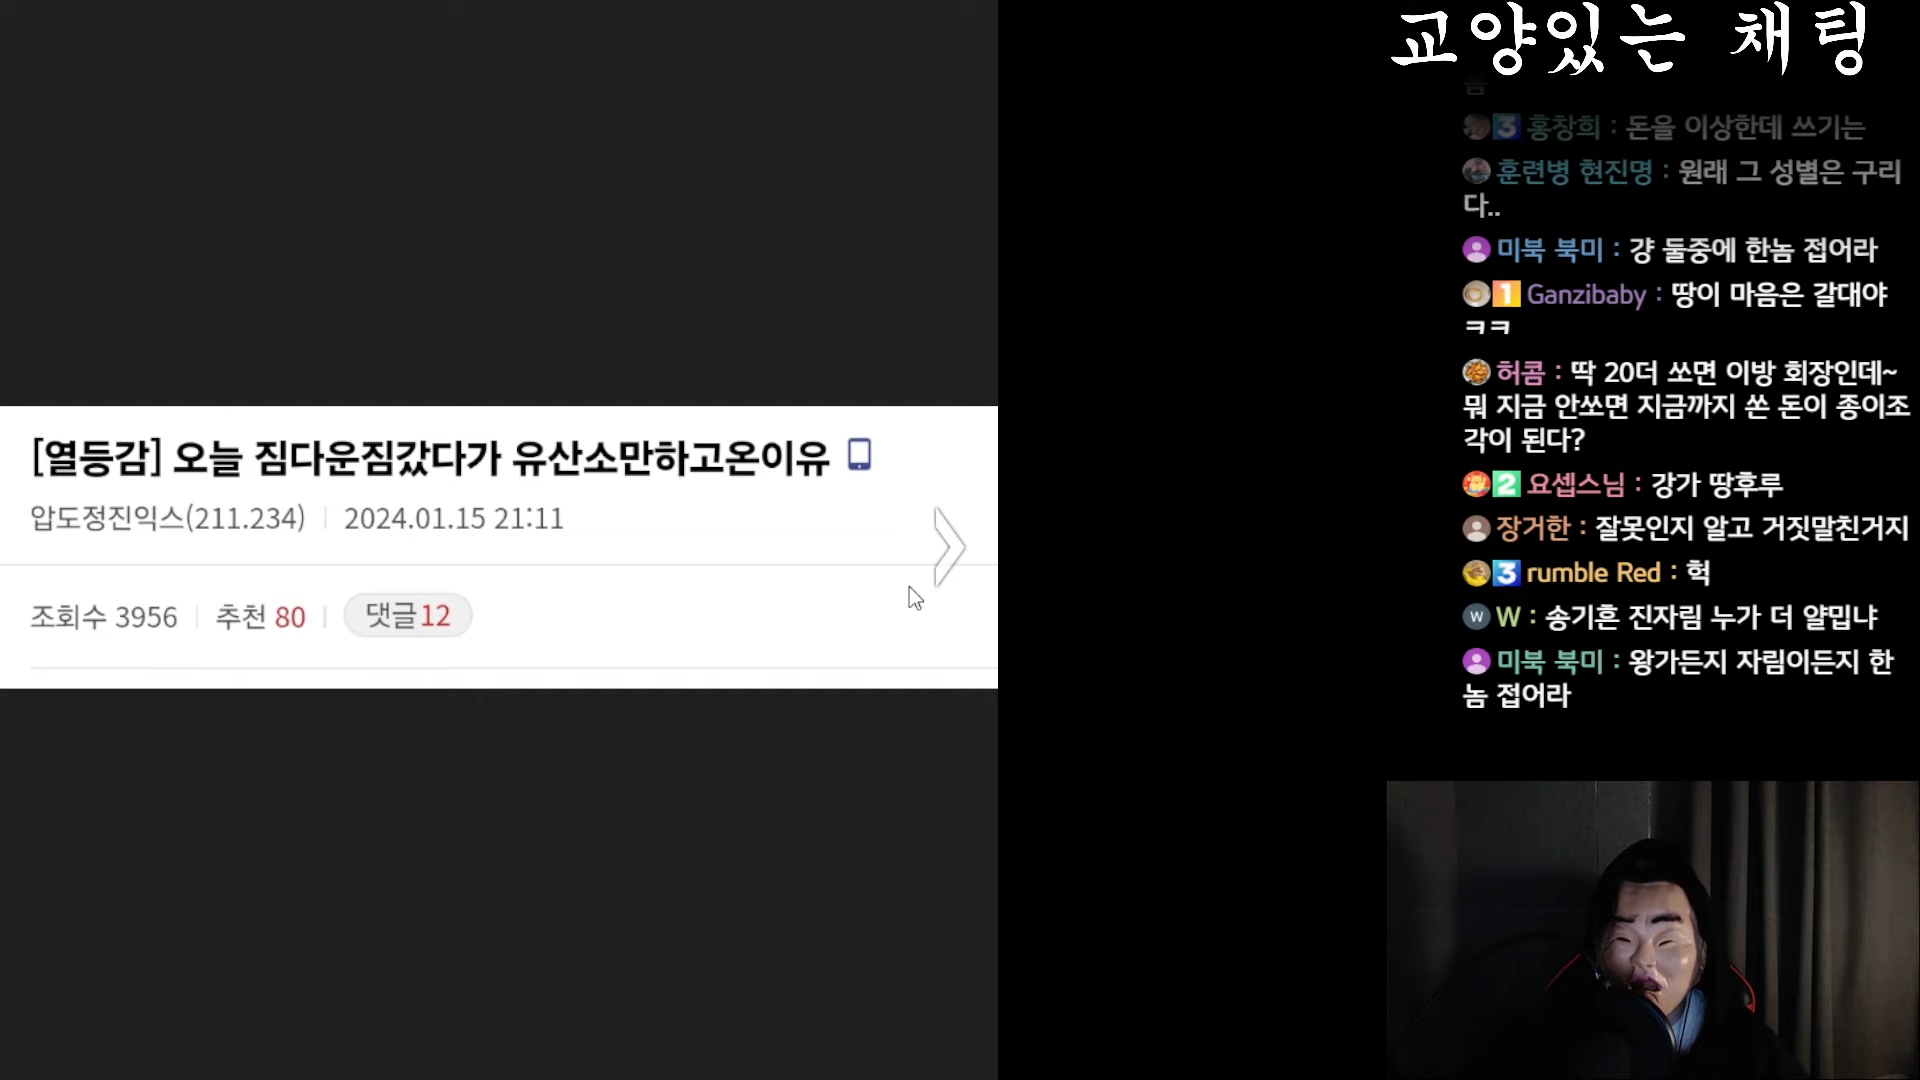 교양있는 채팅
놈
홍창희 : 돈을 이상한데 쓰기는
훈련병 현진명 : 원래 그 성별은 구리
다..
미북 북미 : 걍 둘중에 한놈 접어라
Ganzibaby : 땅이 마음은 갈대야
ㅋㅋ
허콤 : 딱 20더 쏘면 이방 회장인데~
뭐 지금 안쏘면 지금까지 쏜 돈이 종이조
각이 된다?
요셉스님 : 강가 땅후루
장거한 : 잘못인지 알고 거짓말친거지
rumble Red : 헉
W : 송기흔 진자림 누가 더 얄밉냐
미북 북미 : 왕가든지 자림이든지 한
놈 접어라
[열등감] 오늘 짐다운짐갔다가 유산소만하고온이유
압도정진익스(211.234) 2024.01.15 21:11
조회수 3956 추천 80 댓글12